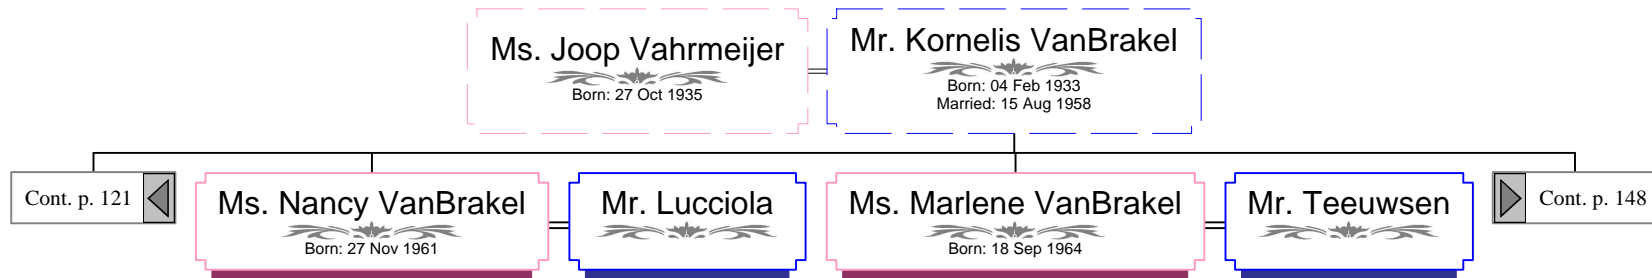 Ms. Joop Vahrmeijer
Born: 27 Oct 1935
Mr. Kornelis VanBrakel
Born: 04 Feb 1933
Married: 15 Aug 1958
Cont. p. 121
Ms. Nancy VanBrakel
Born: 27 Nov 1961
Mr. Lucciola
Ms. Marlene VanBrakel
Born: 18 Sep 1964
Mr. Teeuwsen
Cont. p. 148